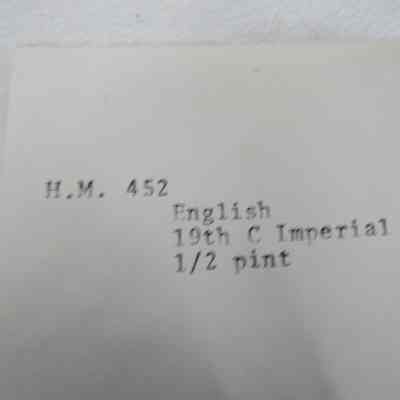 H.M. 452
English
19th C Imperial
1/2 pint